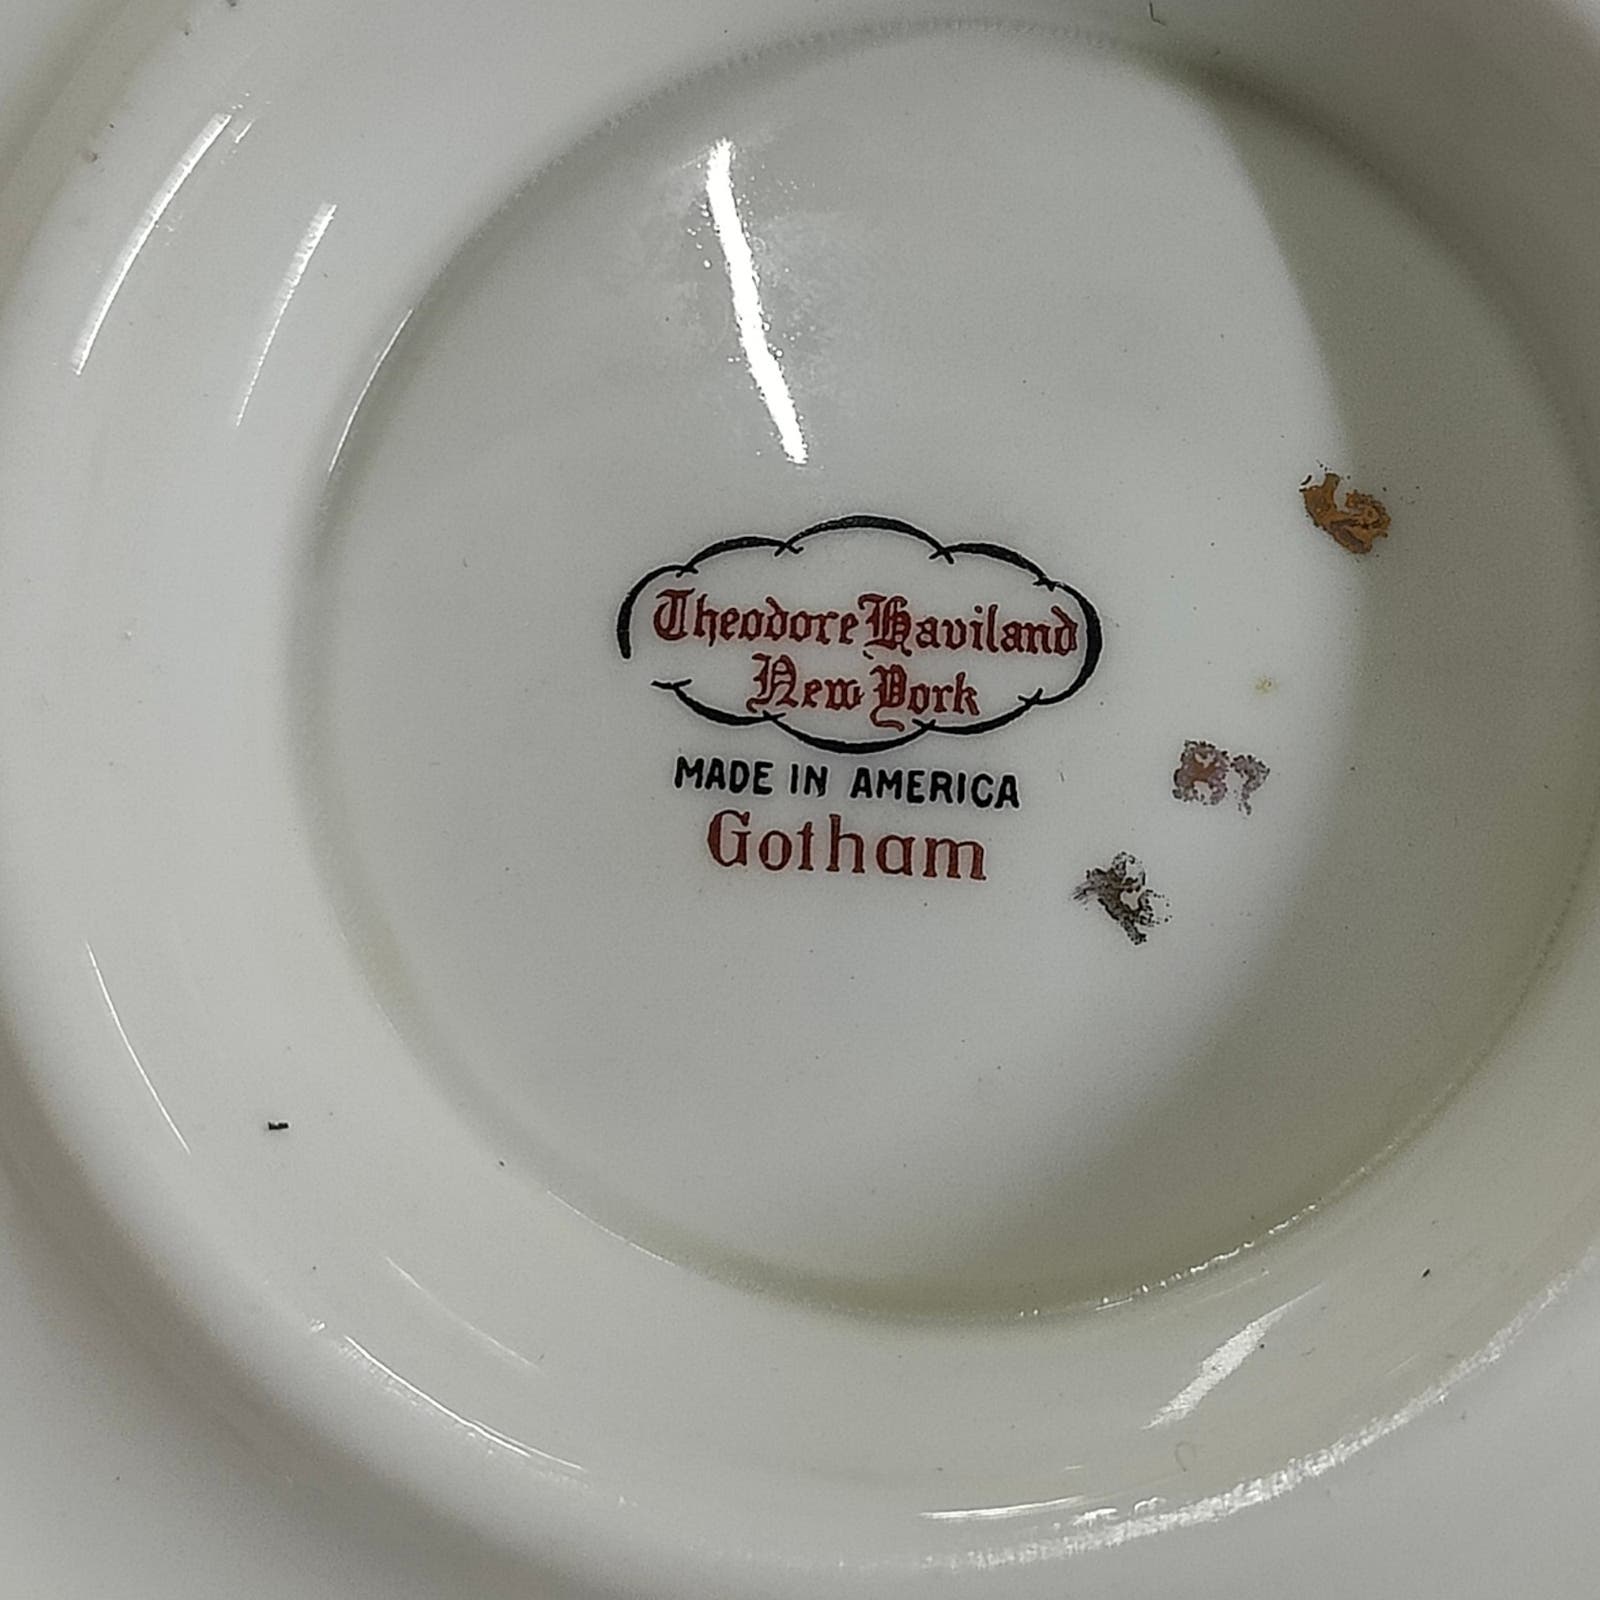 Theodore Haviland
New York
MADE IN AMERICA
Gotham